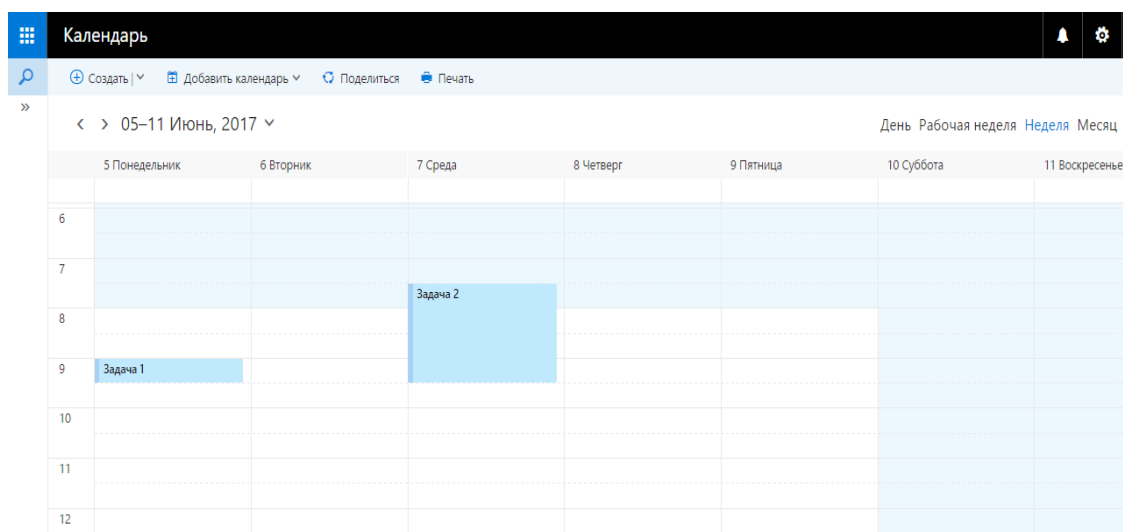 Календарь
Создать | Добавить календарь Поделиться Печать
05–11 Июнь, 2017 День Рабочая неделя Неделя Месяц
5 Понедельник 6 Вторник 7 Среда 8 Четверг 9 Пятница 10 Суббота 11 Воскресенье
6
7
Задача 2
8
9 Задача 1
10
11
12